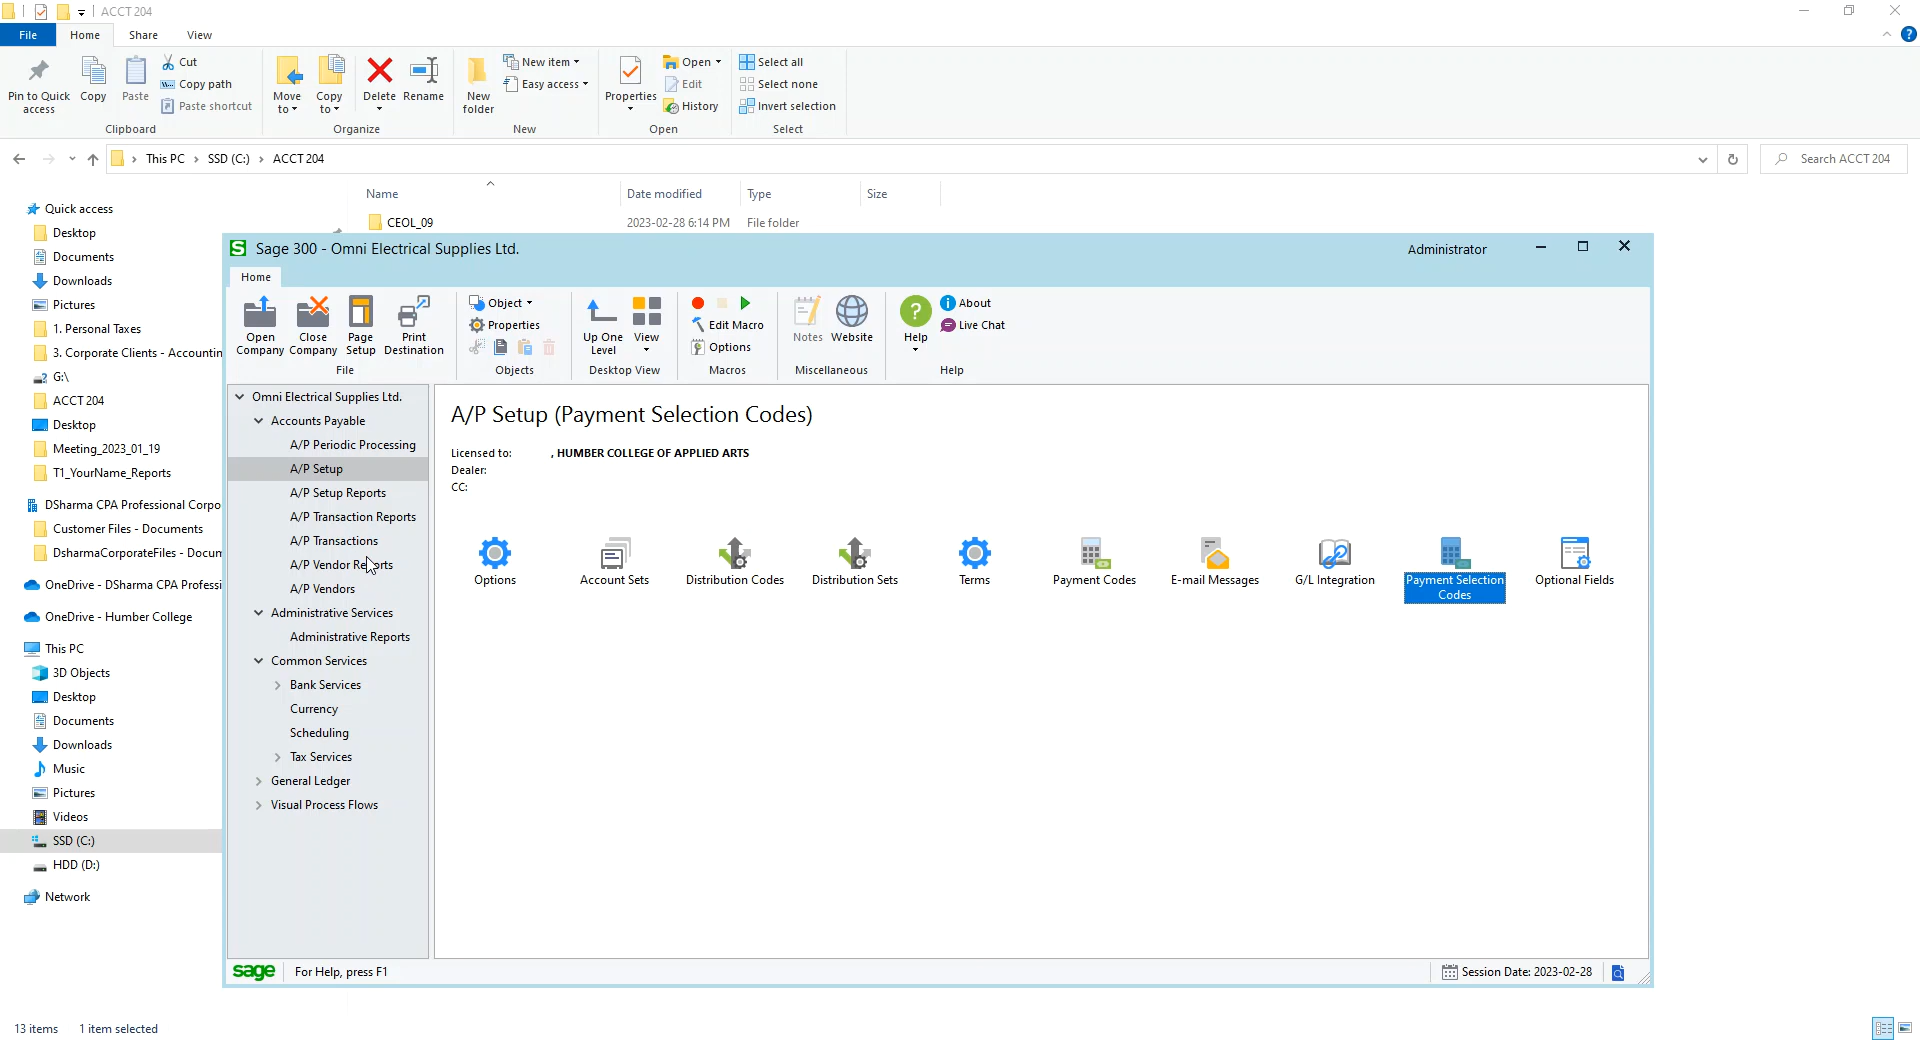 ACCT 204
File
Home
Share
View
Pin to Quick access
Copy
Paste
Cut
Copy path
Paste shortcut
Clipboard
Move to
Copy to
Delete
Rename
Organize
New folder
New item
Easy access
New
Properties
Open
Edit
History
Open
Select all
Select none
Invert selection
Select
This PC
SSD (C:)
ACCT 204
Search ACCT 204
Name
Date modified
Type
Size
CEOL_09
2023-02-28 6:14 PM
File folder
Quick access
Desktop
Documents
Downloads
Pictures
1. Personal Taxes
3. Corporate Clients - Accountin
G:\
ACCT 204
Desktop
Meeting_2023_01_19
T1_YourName_Reports
DSharma CPA Professional Corpo
Customer Files - Documents
DsharmaCorporateFiles - Docum
OneDrive - DSharma CPA Professi
OneDrive - Humber College
This PC
3D Objects
Desktop
Documents
Downloads
Music
Pictures
Videos
SSD (C:)
HDD (D:)
Network
13 items
1 item selected
Sage 300 - Omni Electrical Supplies Ltd.
Administrator
Home
Open Company
Close Company
Page Setup
Print Destination
File
Object
Properties
Objects
Up One Level
View
Desktop View
Edit Macro
Options
Macros
Notes
Website
Miscellaneous
Help
About
Live Chat
Help
Omni Electrical Supplies Ltd.
Accounts Payable
A/P Periodic Processing
A/P Setup
A/P Setup Reports
A/P Transaction Reports
A/P Transactions
A/P Vendor Reports
A/P Vendors
Administrative Services
Administrative Reports
Common Services
Bank Services
Currency
Scheduling
Tax Services
General Ledger
Visual Process Flows
A/P Setup (Payment Selection Codes)
Licensed to: , HUMBER COLLEGE OF APPLIED ARTS
Dealer:
CC:
Options
Account Sets
Distribution Codes
Distribution Sets
Terms
Payment Codes
E-mail Messages
G/L Integration
Payment Selection
Codes
Optional Fields
sage
For Help, press F1
Session Date: 2023-02-28